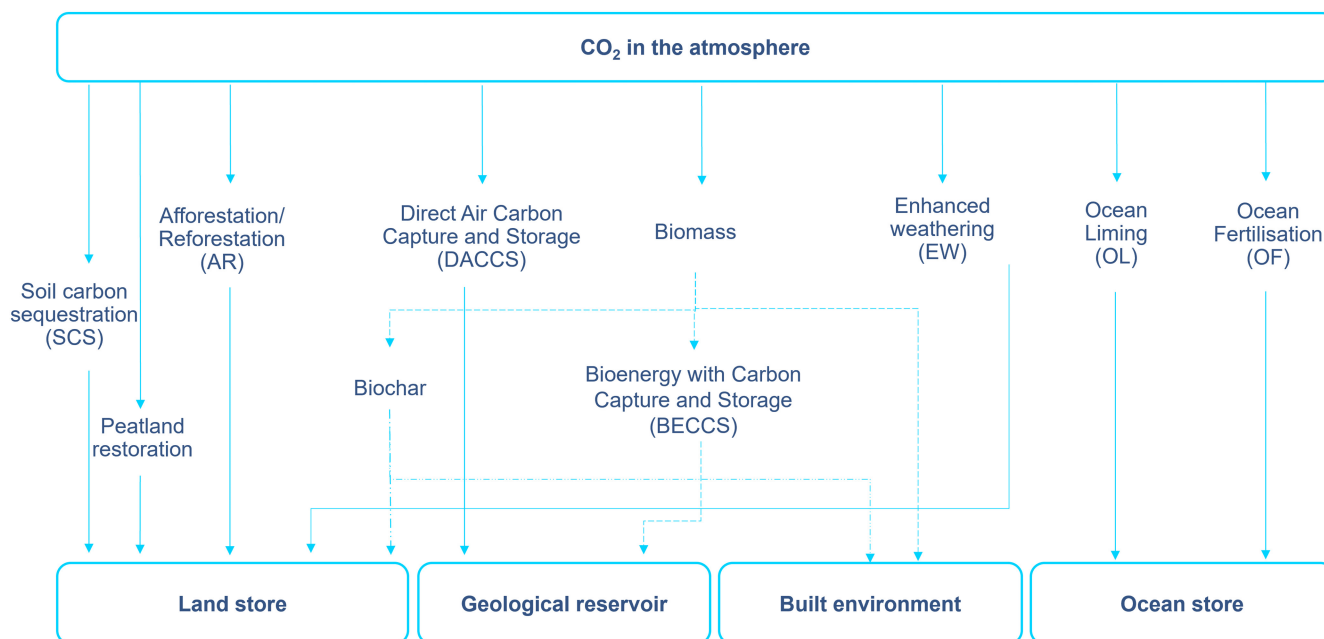 CO₂ in the atmosphere
Afforestation/
Reforestation
(AR)
Direct Air Carbon
Capture and Storage
(DACCS)
Biomass
Enhanced
weathering
(EW)
Ocean
Liming
(OL)
Ocean
Fertilisation
(OF)
Soil carbon
sequestration
(SCS)
Biochar
Bioenergy with Carbon
Capture and Storage
(BECCS)
Peatland
restoration
Land store
Geological reservoir
Built environment
Ocean store